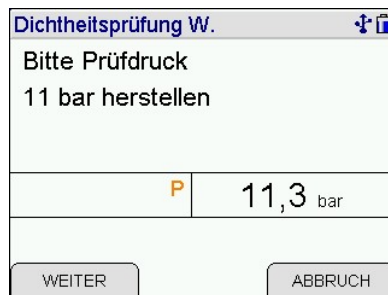 Dichtheitsprüfung W.
Bitte Prüfdruck
11 bar herstellen
P 11,3 bar
WEITER ABBRUCH